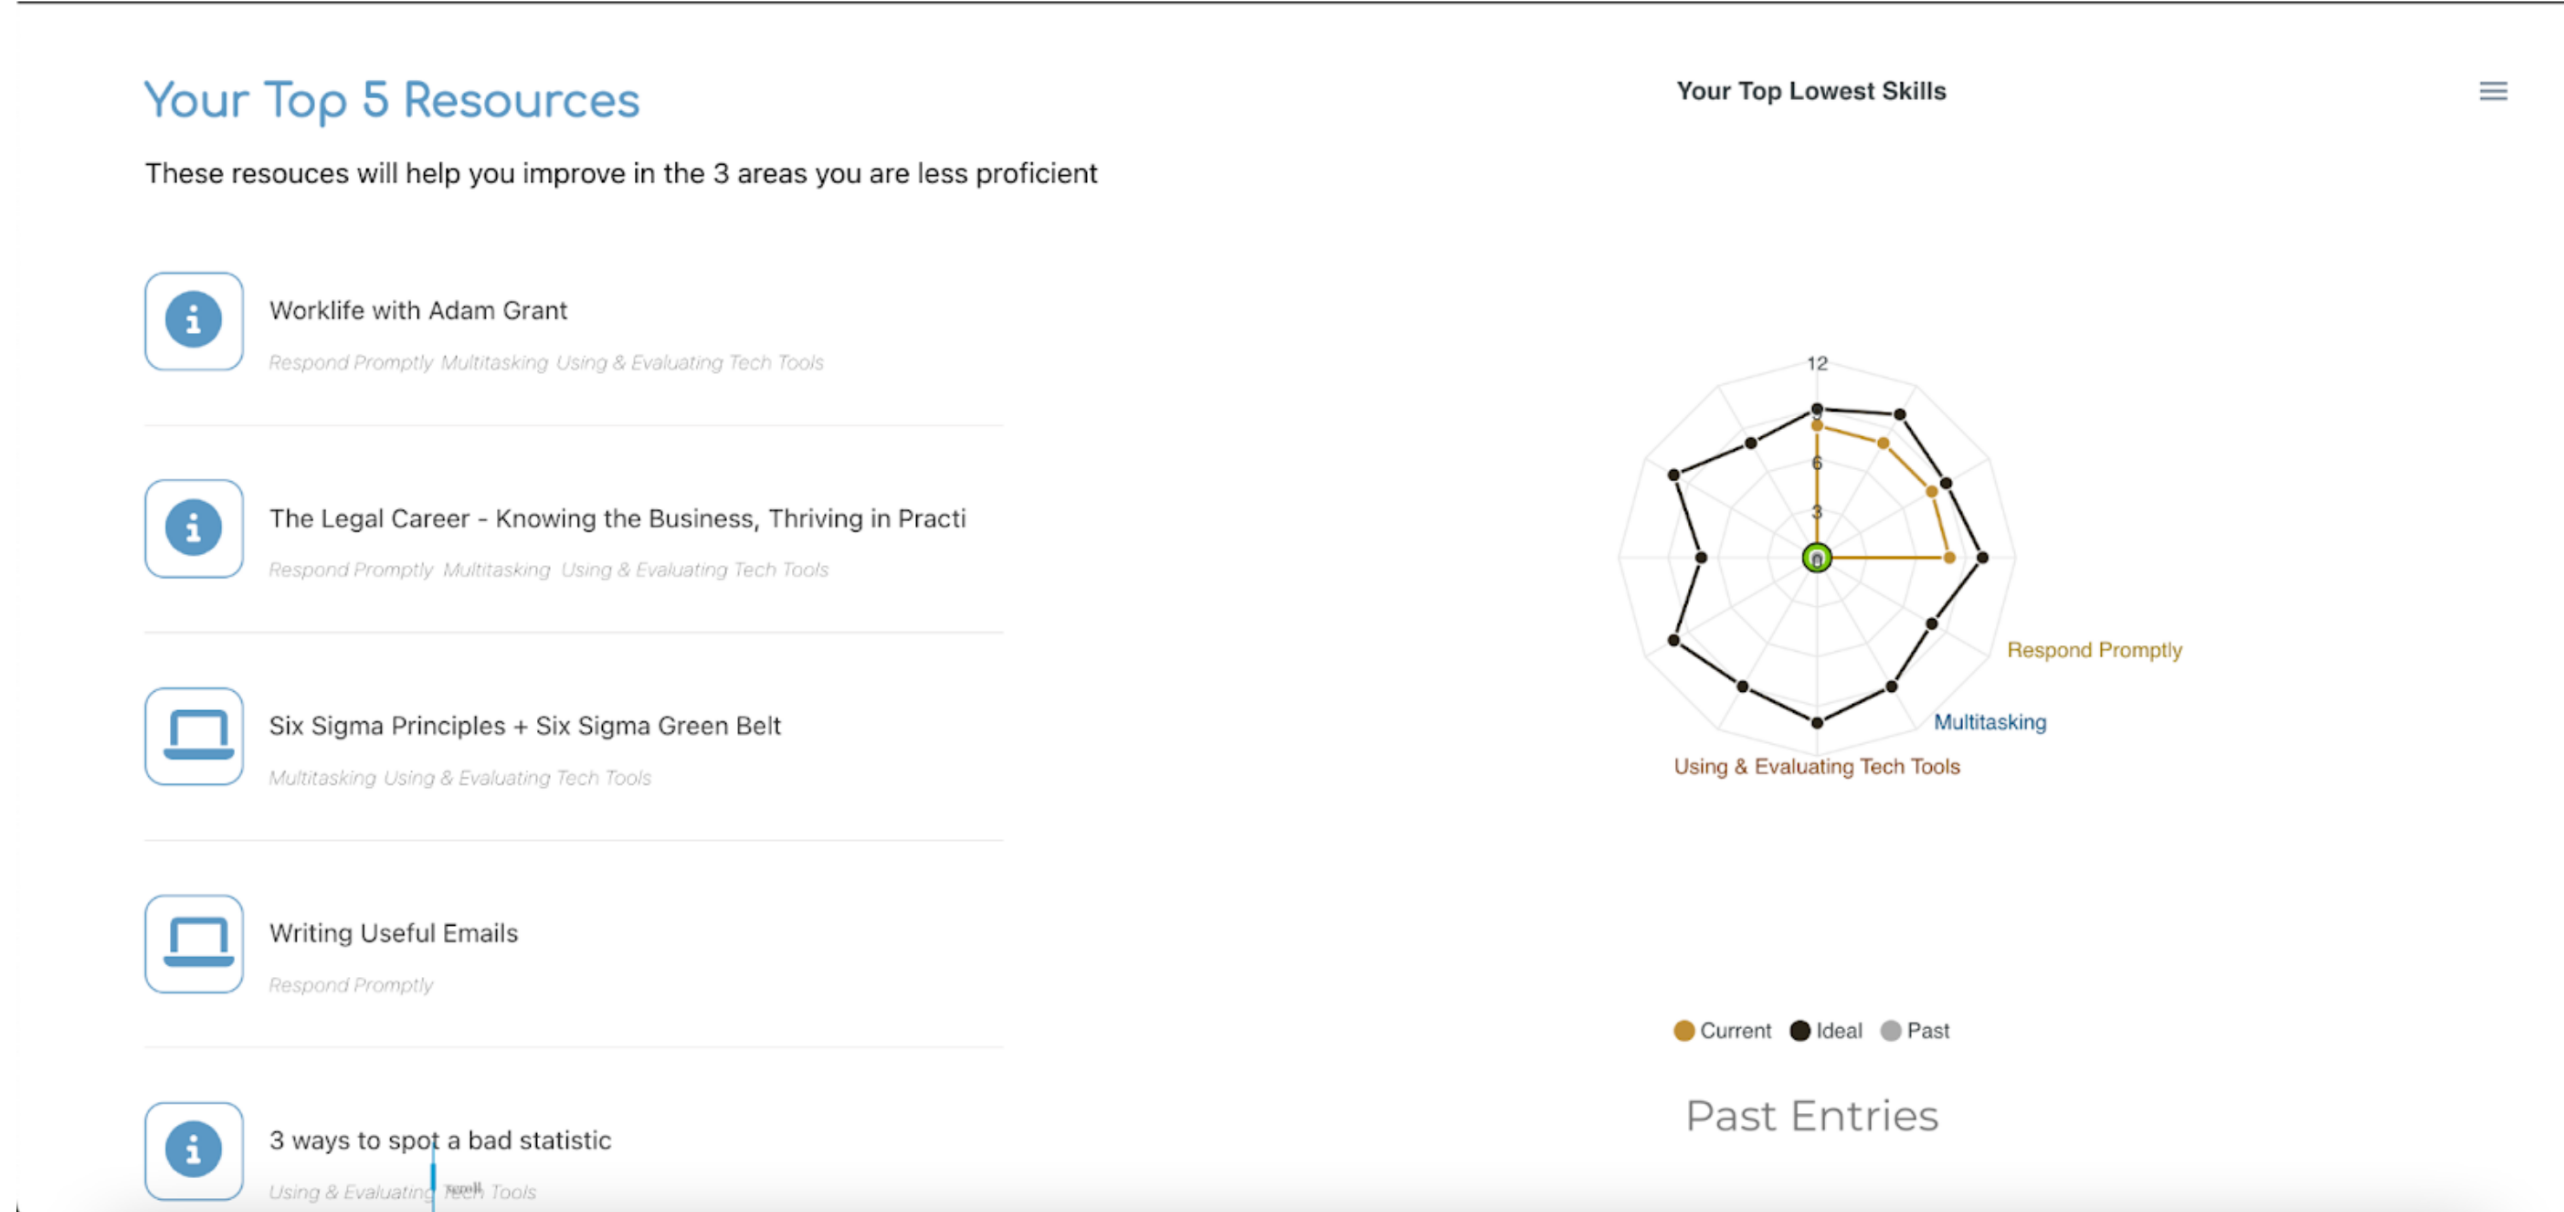 Your Top 5 Resources
These resouces will help you improve in the 3 areas you are less proficient
Worklife with Adam Grant
Respond Promptly Multitasking Using & Evaluating Tech Tools
The Legal Career - Knowing the Business, Thriving in Practi
Respond Promptly Multitasking Using & Evaluating Tech Tools
Six Sigma Principles + Six Sigma Green Belt
Multitasking Using & Evaluating Tech Tools
Writing Useful Emails
Respond Promptly
3 ways to spot a bad statistic
Using & Evaluating Tech Tools
scroll
Your Top Lowest Skills
12
9
6
3
0
Respond Promptly
Multitasking
Using & Evaluating Tech Tools
Current Ideal Past
Past Entries